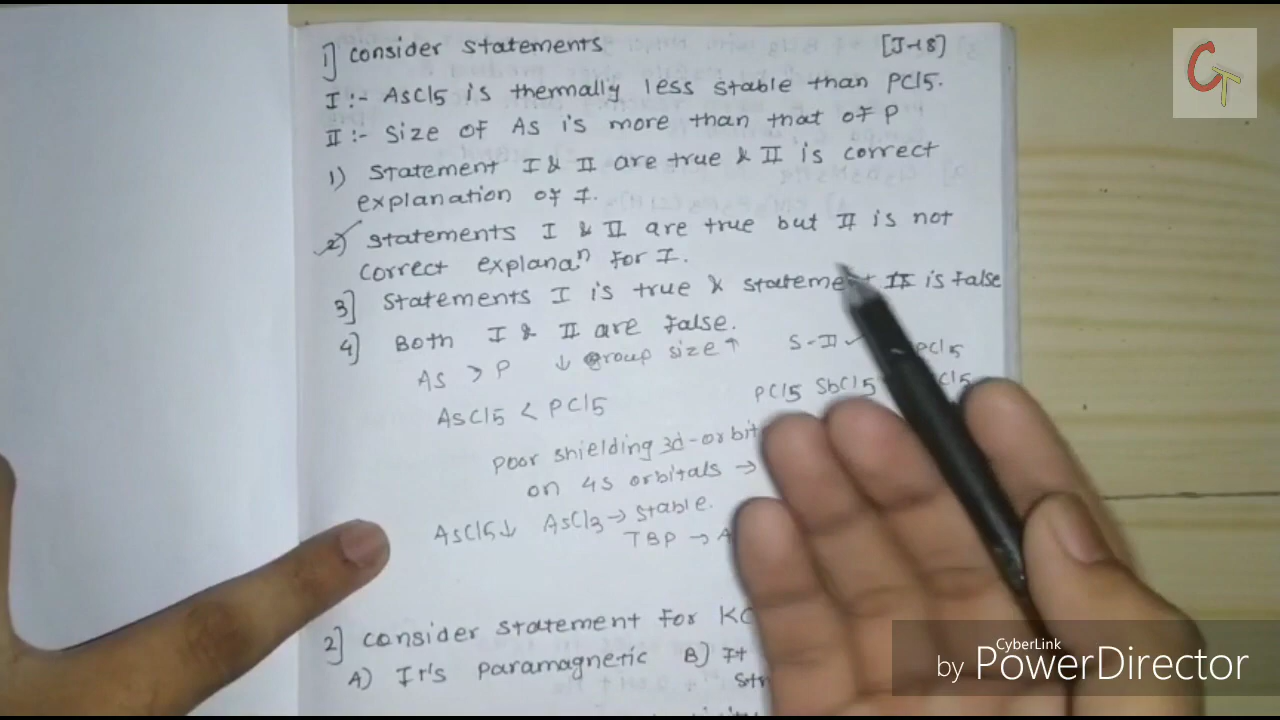 1] consider statements [J-18]
I :- AsCl5 is thermally less stable than PCl5.
II :- Size of As is more than that of P
1) Statement I & II are true & II is correct
explanation of I.
2) Statements I & II are true but II is not
correct explanaⁿ for I.
3] Statements I is true & statement II is false
4] Both I & II are false.
As > P ↓ group size ↑ S-II ✓ PCl5
AsCl5 < PCl5 PCl5 SbCl5 Cl5
Poor shielding 3d-orbit
on 4s orbitals →
AsCl5↓ AsCl3 → stable.
TBP → A
2] Consider statement for KO
A) It's paramagnetic B) It
CT
CyberLink
by PowerDirector